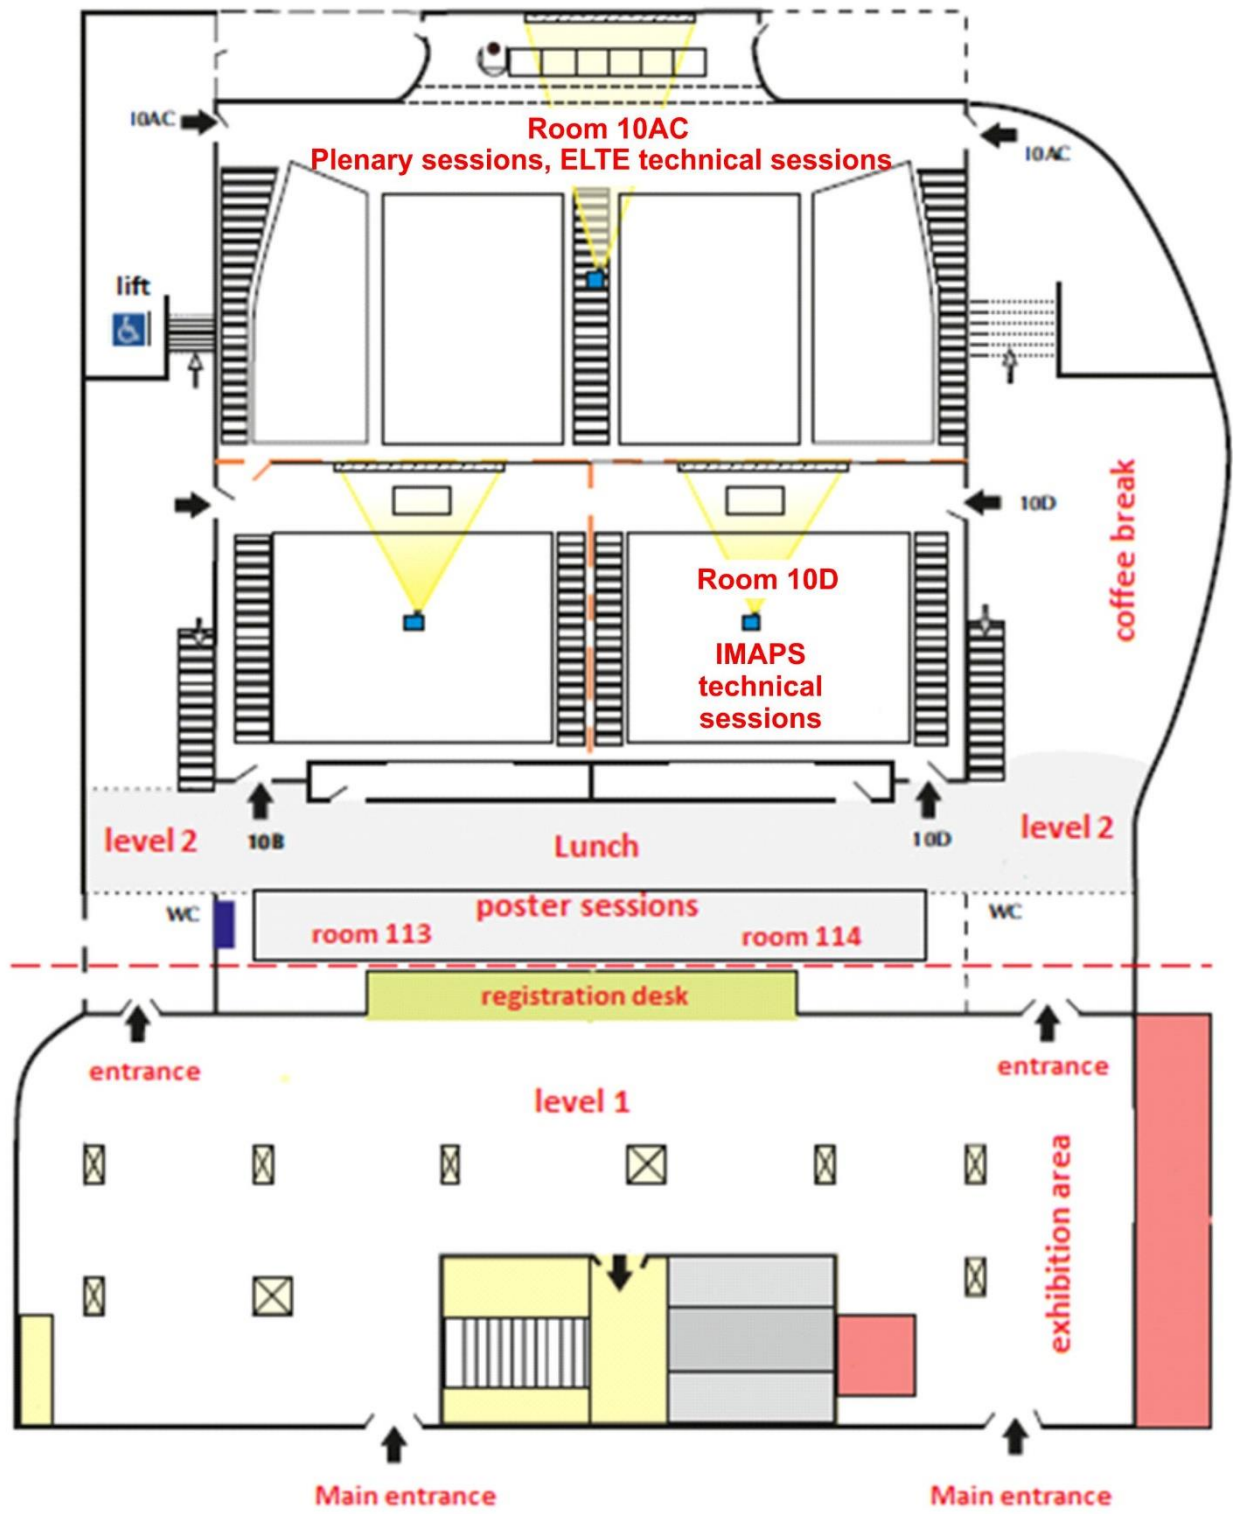 Room 10AC
Plenary sessions, ELTE technical sessions
10AC
10AC
lift
10D
coffee break
Room 10D
IMAPS
technical
sessions
level 2
10B
Lunch
10D
level 2
WC
poster sessions
WC
room 113
room 114
registration desk
entrance
entrance
level 1
exhibition area
Main entrance
Main entrance